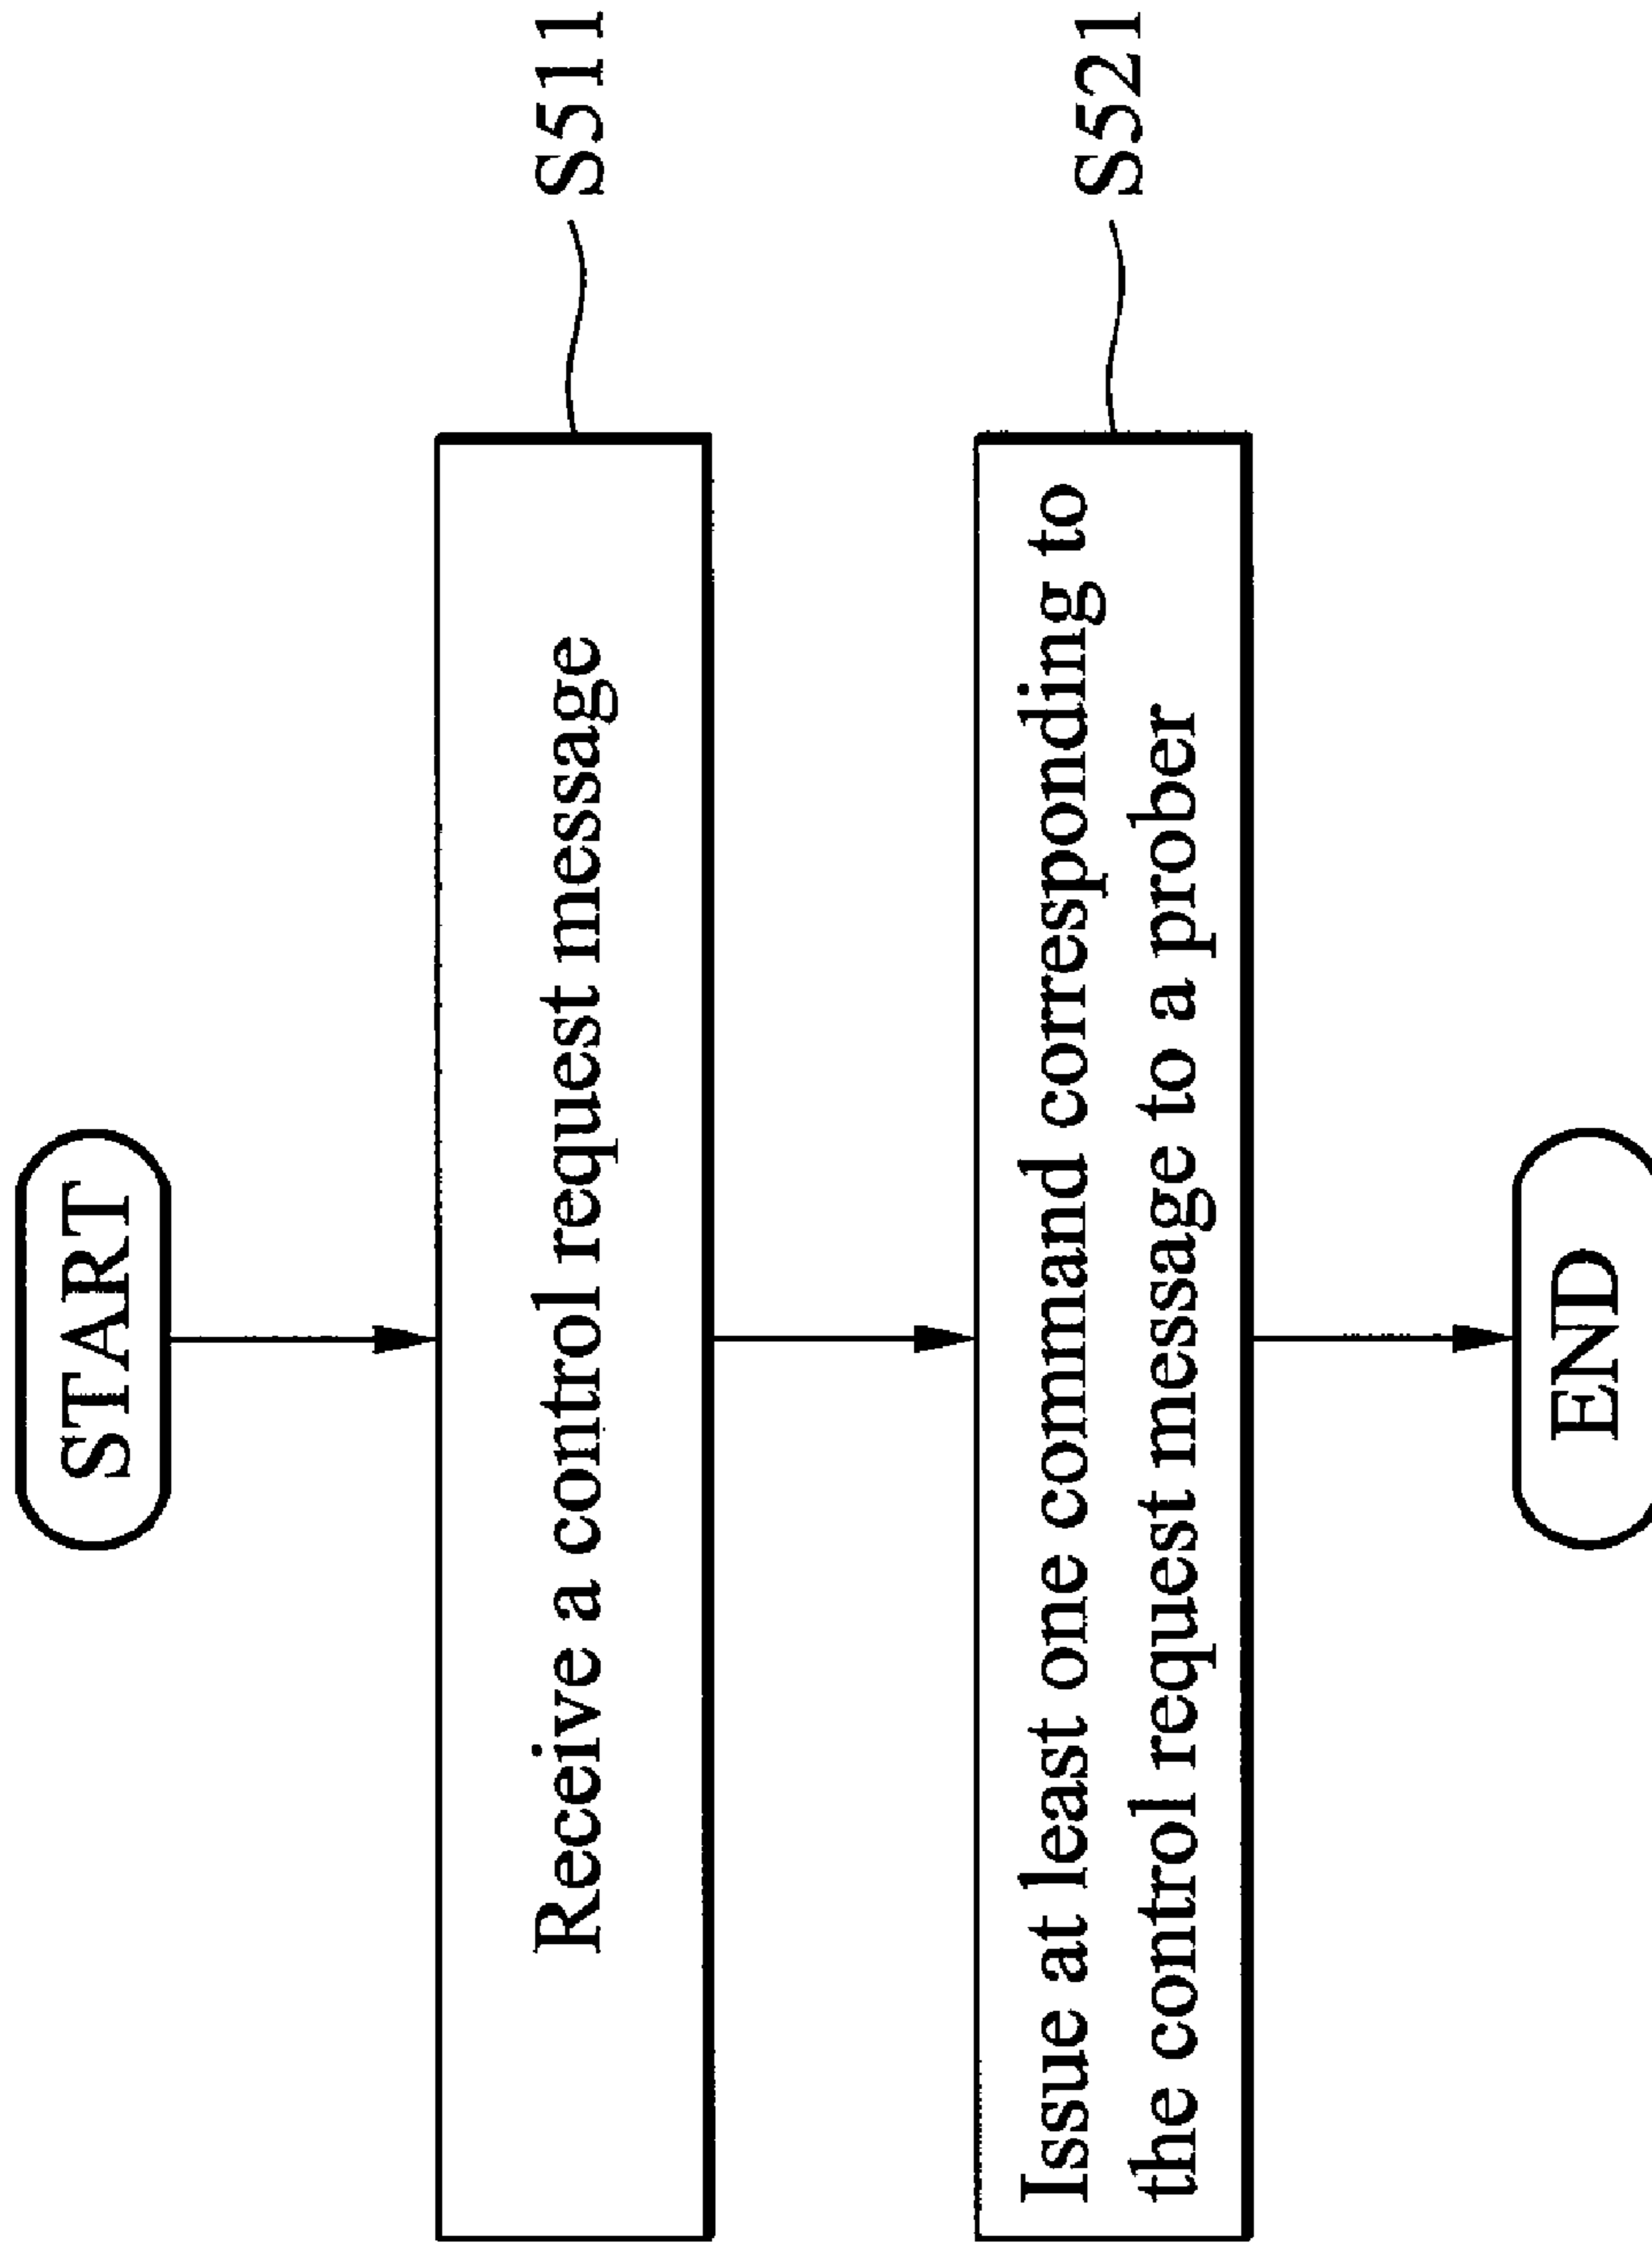 START
Receive a control request message
S511
Issue at least one command corresponding to
the control request message to a prober
S521
END